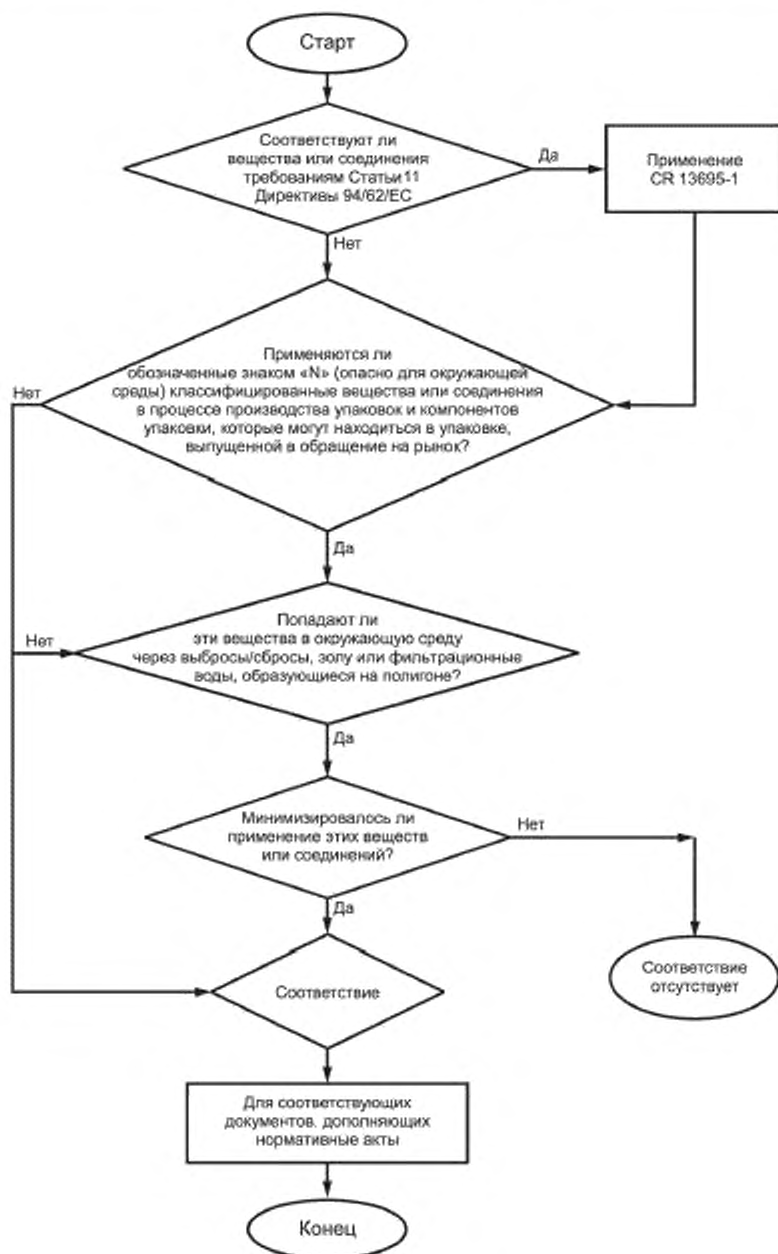 Старт
Соответствуют ли
вещества или соединения
требованиям Статьи 11
Директивы 94/62/ЕС
Да
Применение
CR 13695-1
Нет
Применяются ли
обозначенные знаком «N» (опасно для окружающей
среды) классифицированные вещества или соединения
в процессе производства упаковок и компонентов
упаковки, которые могут находиться в упаковке,
выпущенной в обращение на рынок?
Нет
Да
Попадают ли
эти вещества в окружающую среду
через выбросы/сбросы, золу или фильтрационные
воды, образующиеся на полигоне?
Нет
Да
Минимизировалось ли
применение этих веществ
или соединений?
Нет
Да
Соответствие
Соответствие
отсутствует
Для соответствующих
документов, дополняющих
нормативные акты
Конец